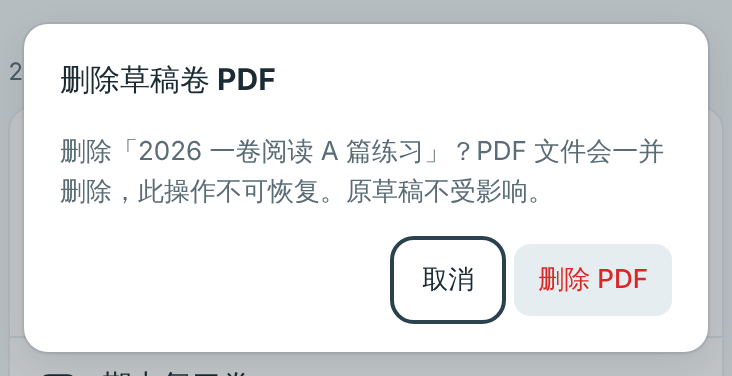 2
删除草稿卷 PDF
删除「2026 一卷阅读 A 篇练习」？PDF 文件会一并
删除，此操作不可恢复。原草稿不受影响。
取消
删除 PDF